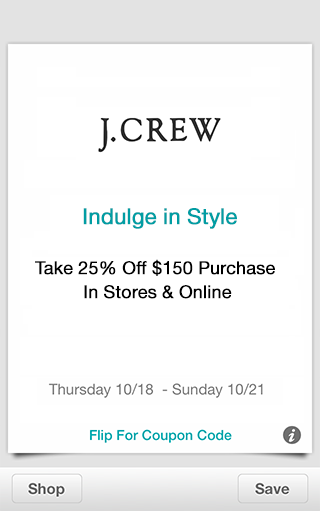 J.CREW
Indulge in Style
Take 25% Off $150 Purchase
In Stores & Online
Thursday 10/18 - Sunday 10/21
Flip For Coupon Code
i
Shop Save